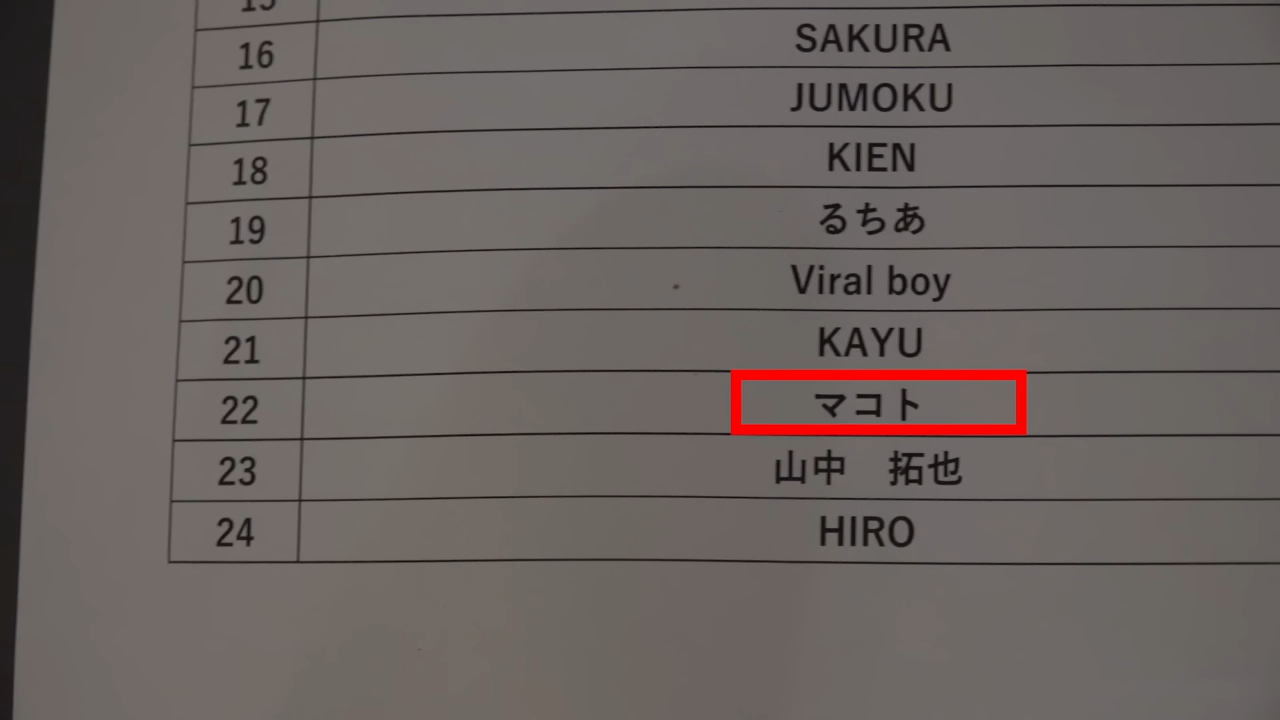 15
16 SAKURA
17 JUMOKU
18 KIEN
19 るちあ
20 Viral boy
21 KAYU
22 マコト
23 山中　拓也
24 HIRO